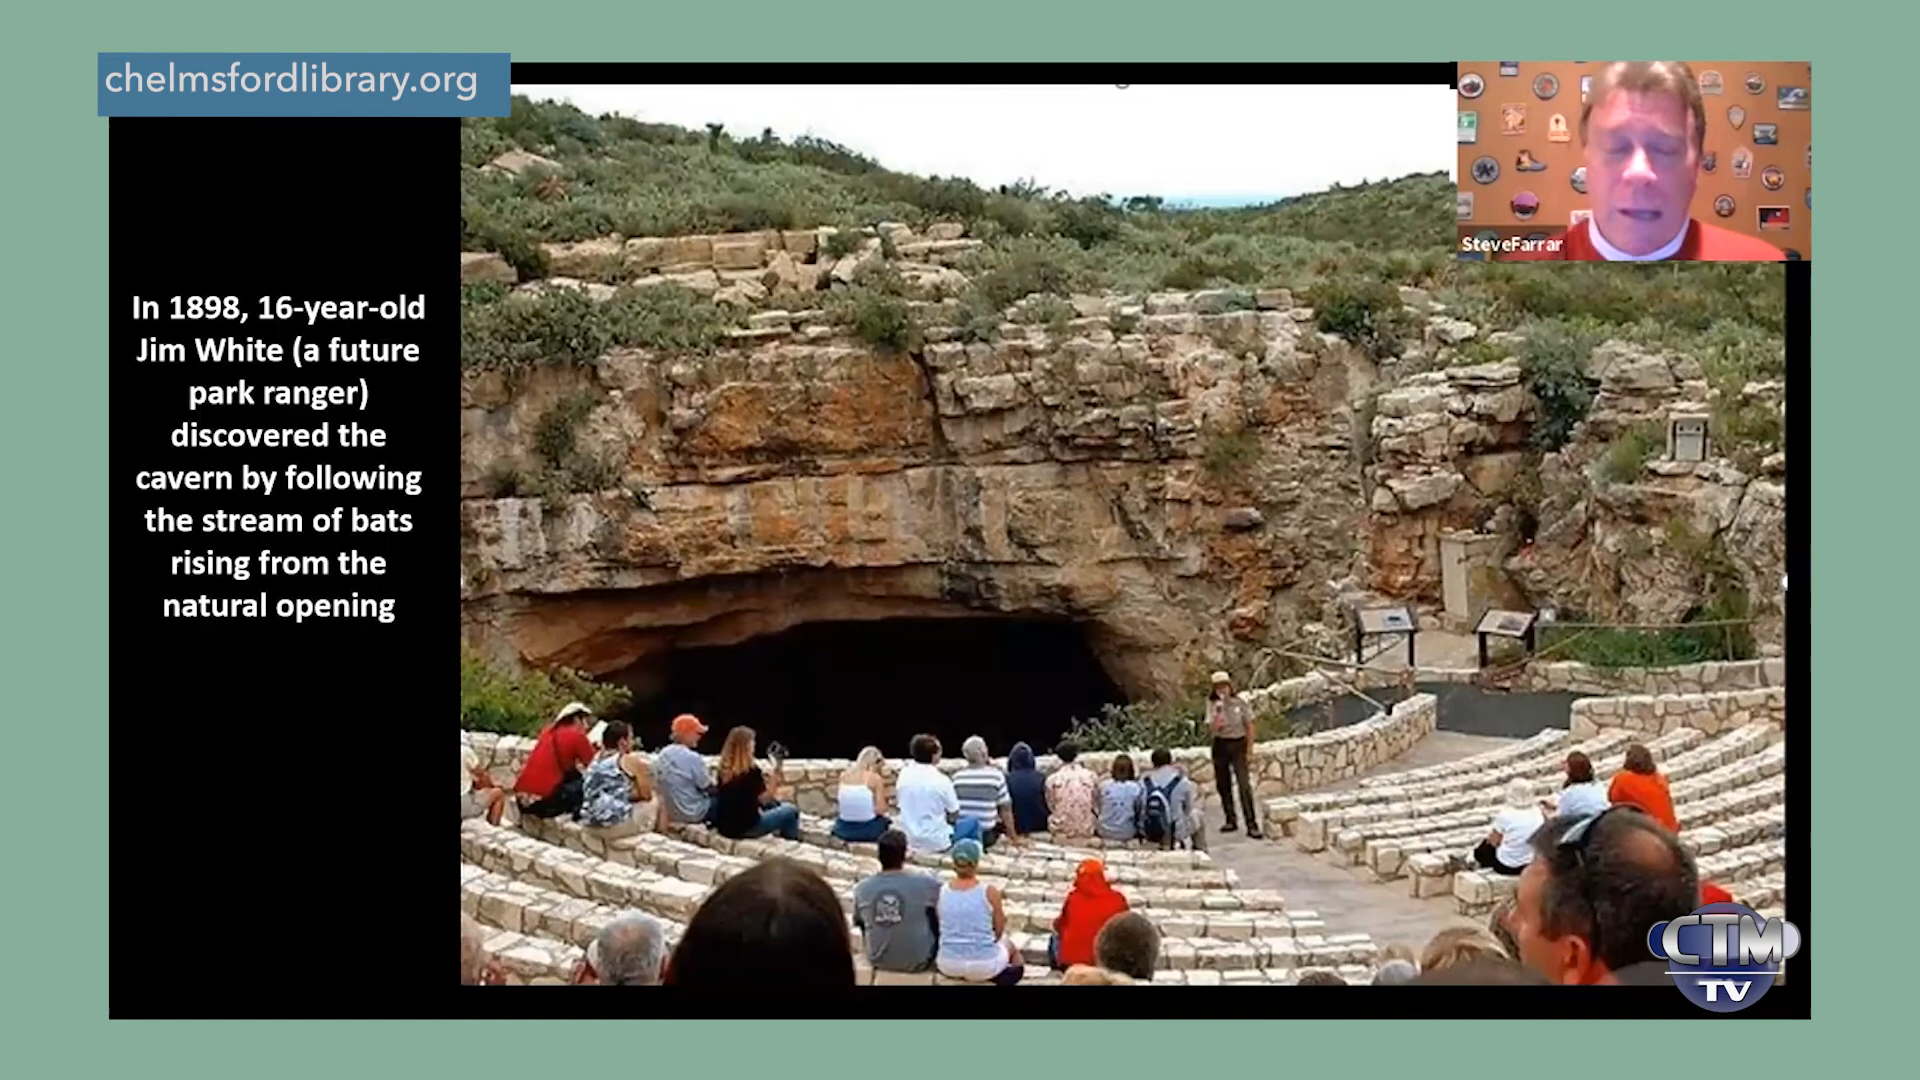 chelmsfordlibrary.org
SteveFarrar
In 1898, 16-year-old
Jim White (a future
park ranger)
discovered the
cavern by following
the stream of bats
rising from the
natural opening
CTM
TV